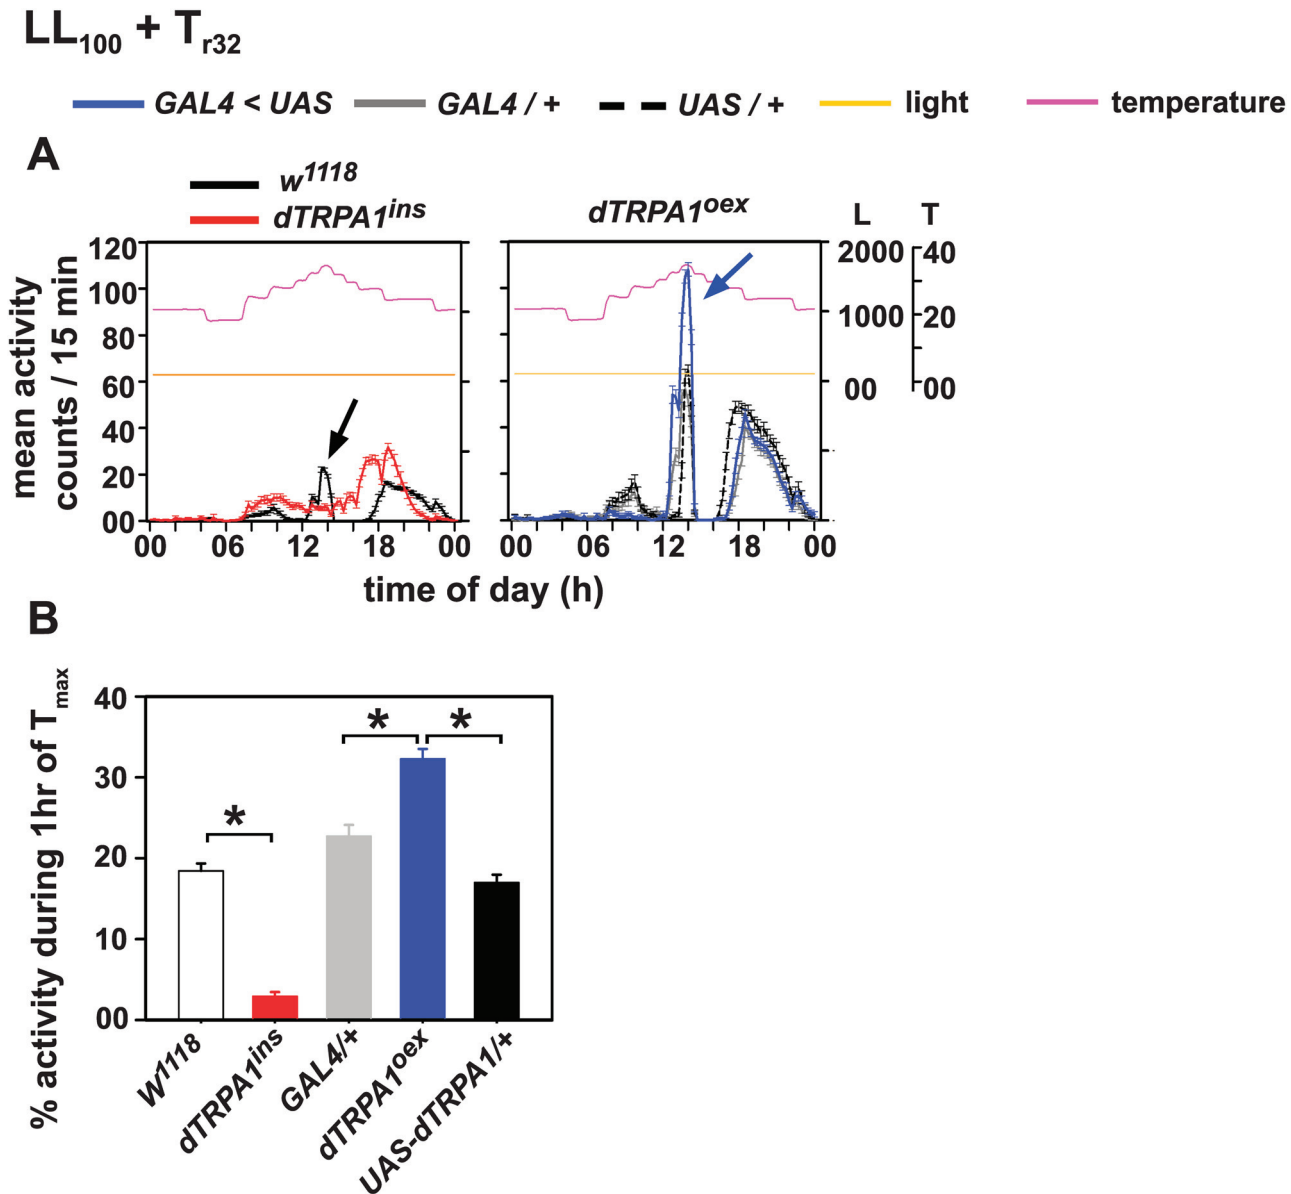 LL100 + Tr32
GAL4 < UAS GAL4 / + UAS / + light temperature
A
w1118
dTRPA1ins
dTRPA1oex
L T
mean activity
counts / 15 min
120
100
80
60
40
20
00
2000
1000
00
40
20
00
00 06 12 18 00
00 06 12 18 00
time of day (h)
B
% activity during 1hr of Tmax
40
30
20
10
00
* * *
W1118
dTRPA1ins
GAL4/+
dTRPA1oex
UAS-dTRPA1/+